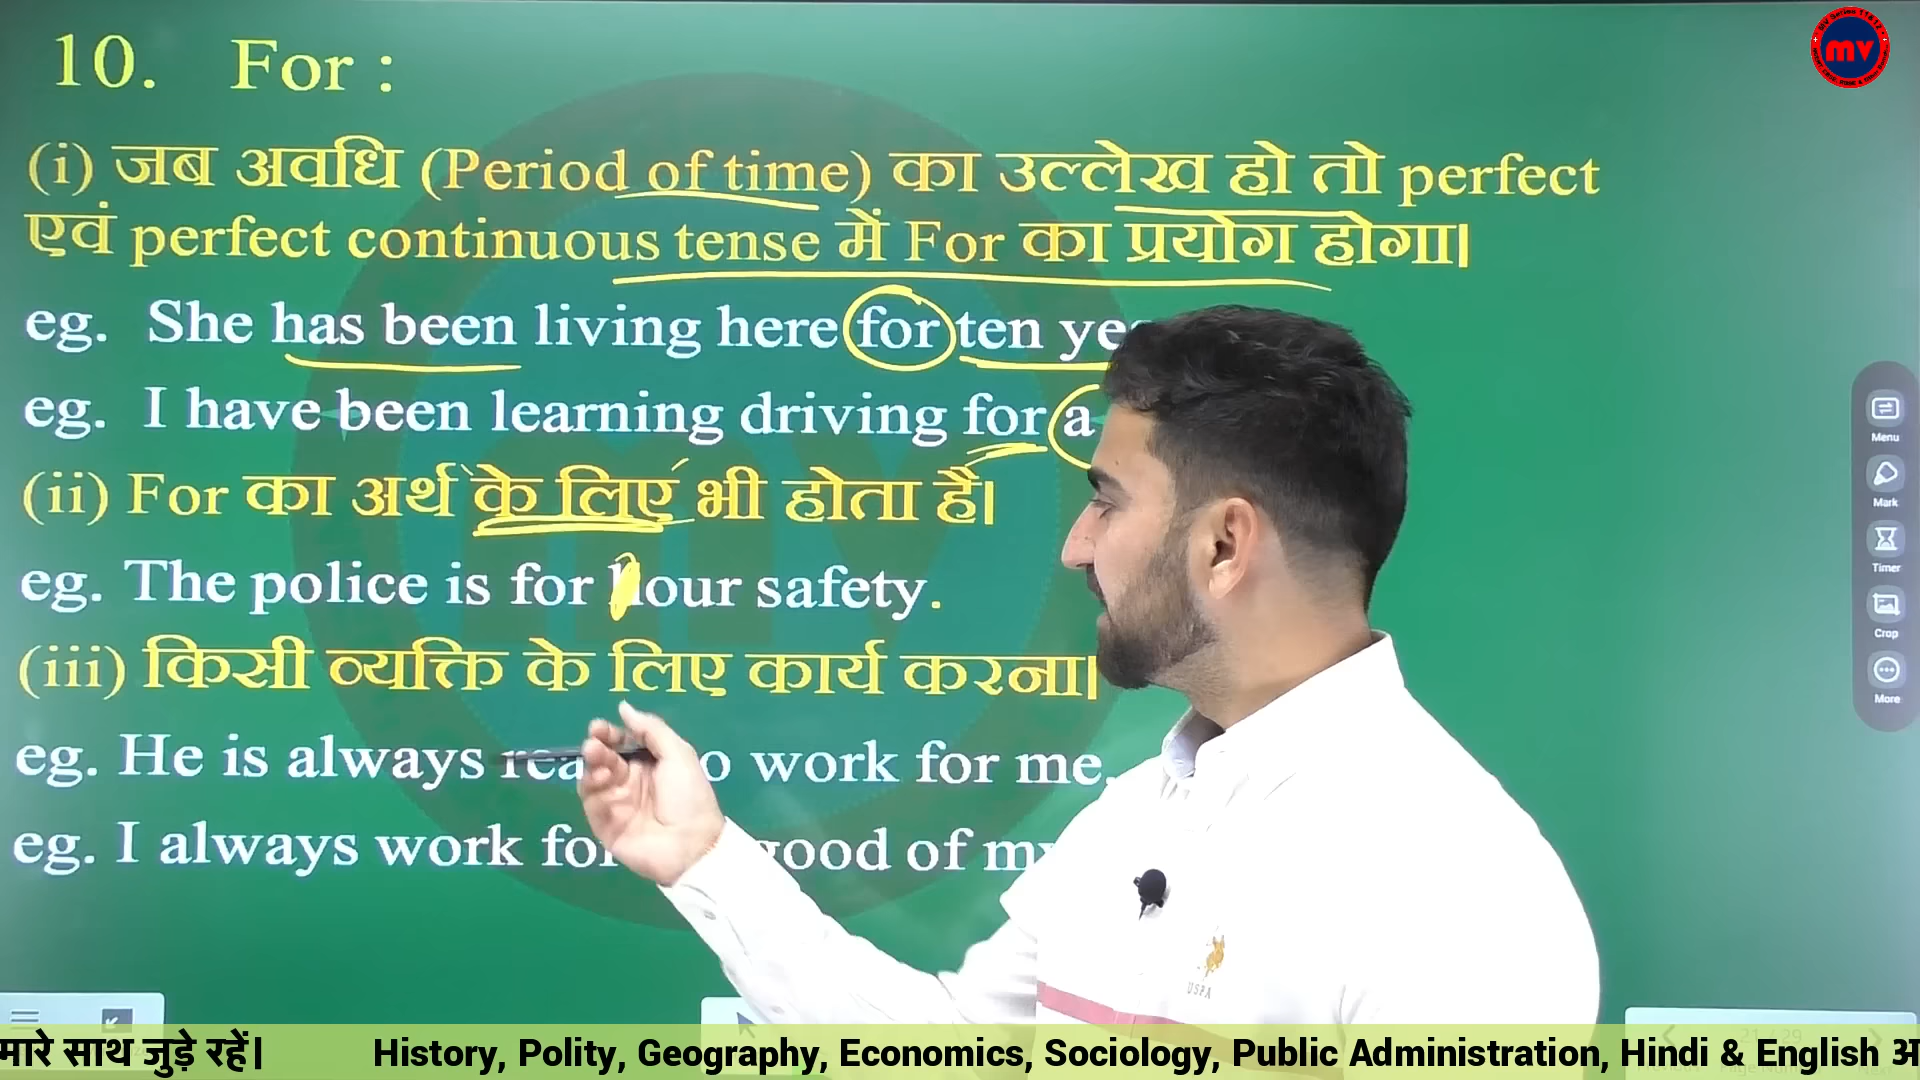 10. For :
(i) जब अवधि (Period of time) का उल्लेख हो तो perfect
एवं perfect continuous tense में For का प्रयोग होगा।
eg. She has been living here for ten
eg. I have been learning driving for a
(ii) For का अर्थ के लिए भी होता है।
eg. The police is for our safety.
(iii) किसी व्यक्ति के लिए कार्य करना।
eg. He is always work for me.
eg. I always work good of
mv
Menu
Mark
Timer
Crop
More
USPA
मारे साथ जुड़े रहें। History, Polity, Geography, Economics, Sociology, Public Administration, Hindi & English